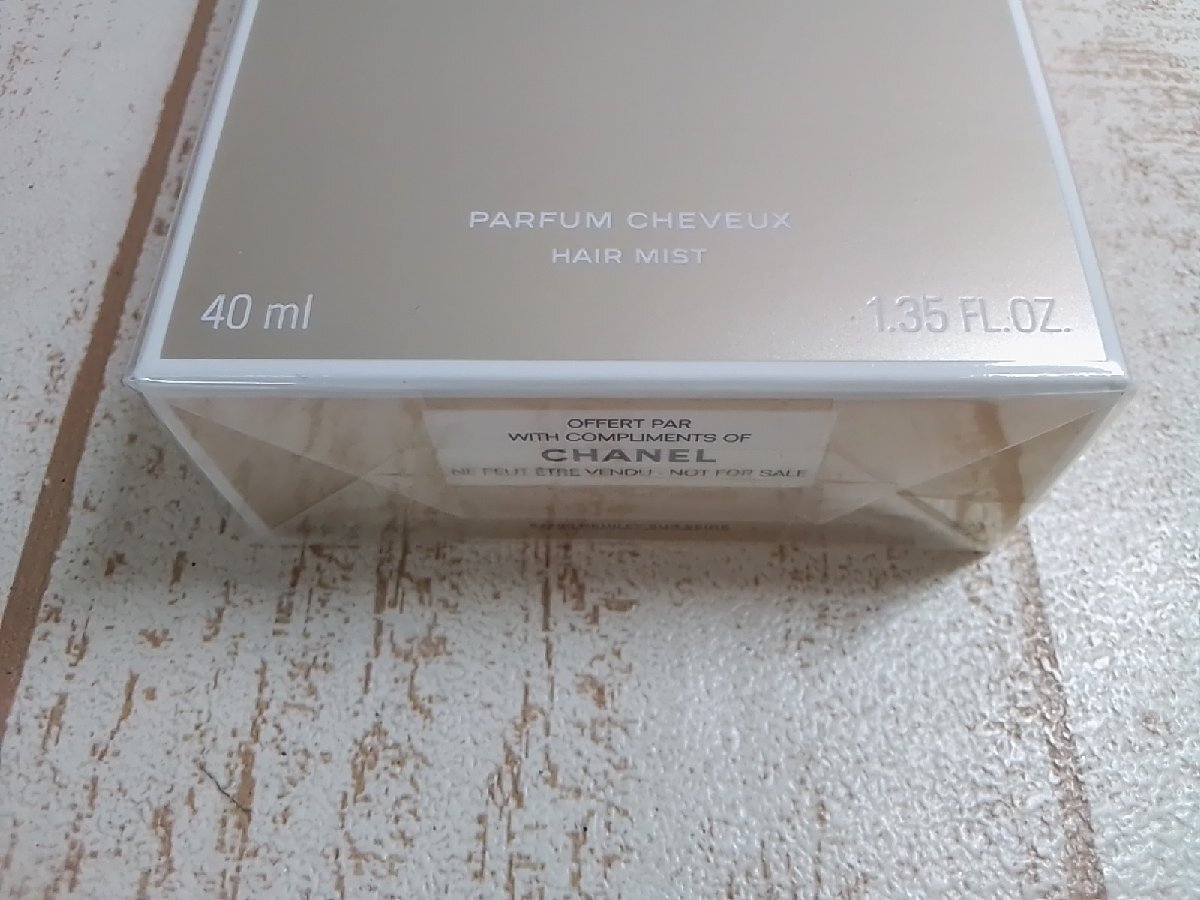 PARFUM CHEVEUX
HAIR MIST
40 ml
1.35 FL.OZ.
OFFERT PAR
WITH COMPLIMENTS OF
CHANEL
NE PEUT ÊTRE VENDU - NOT FOR SALE